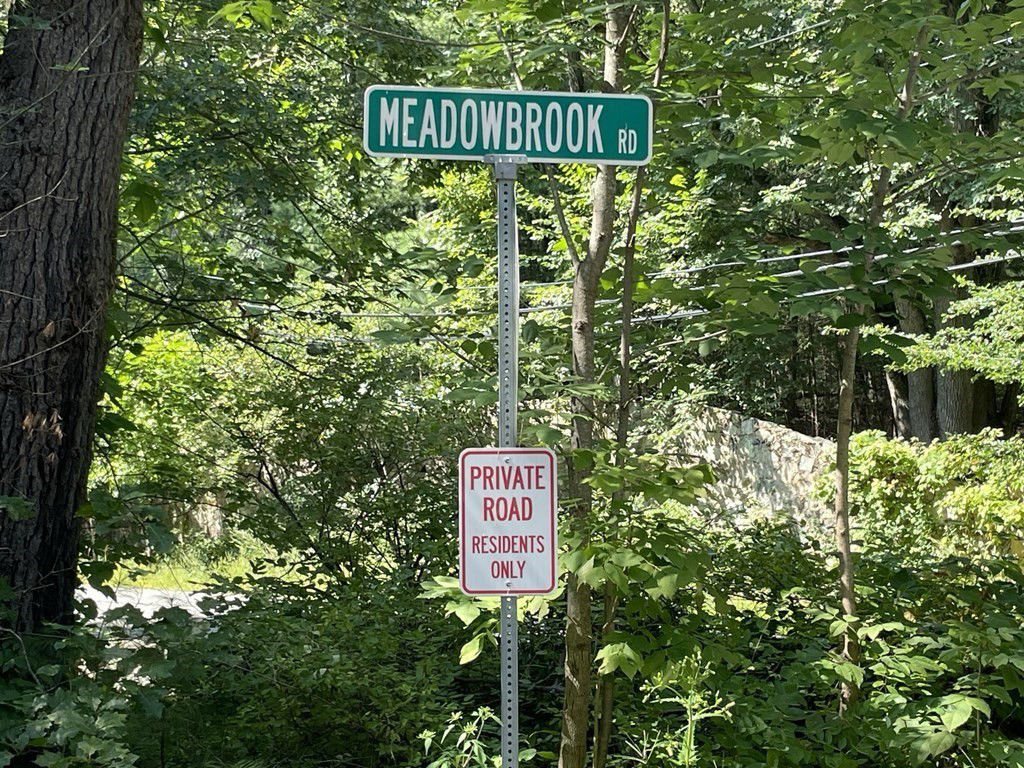 MEADOWBROOK RD
PRIVATE
ROAD
RESIDENTS
ONLY